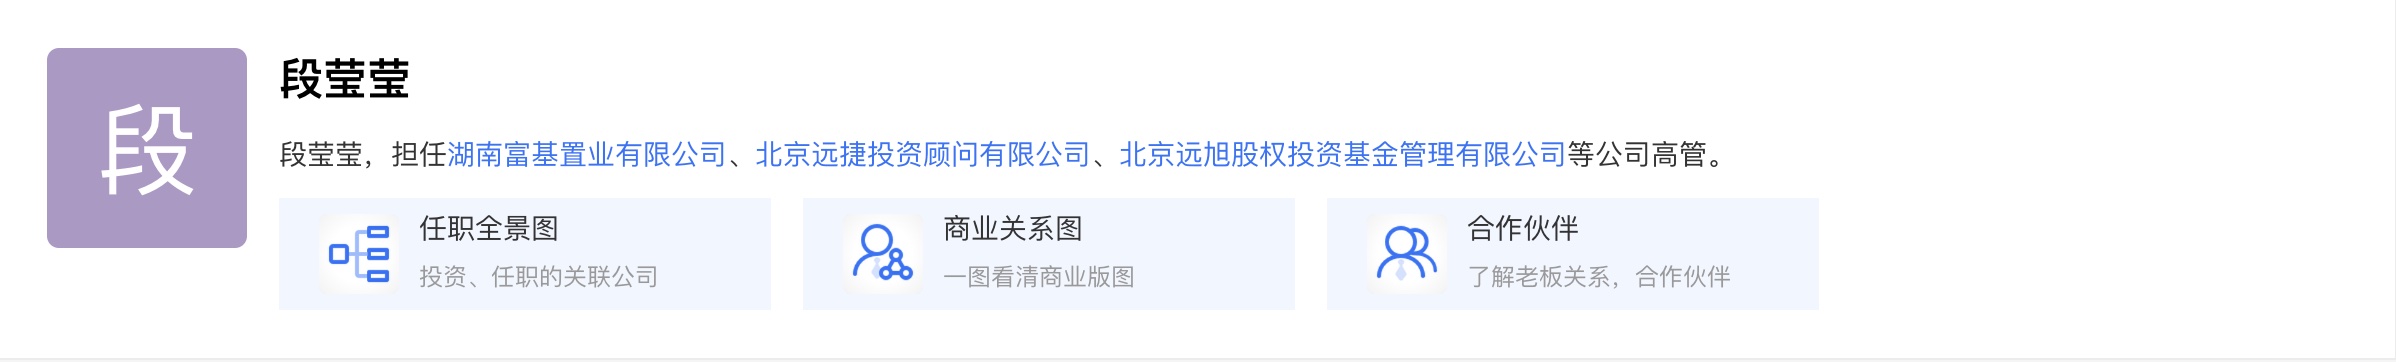 段
段莹莹
段莹莹，担任湖南富基置业有限公司、北京远捷投资顾问有限公司、北京远旭股权投资基金管理有限公司等公司高管。
任职全景图
投资、任职的关联公司
商业关系图
一图看清商业版图
合作伙伴
了解老板关系，合作伙伴